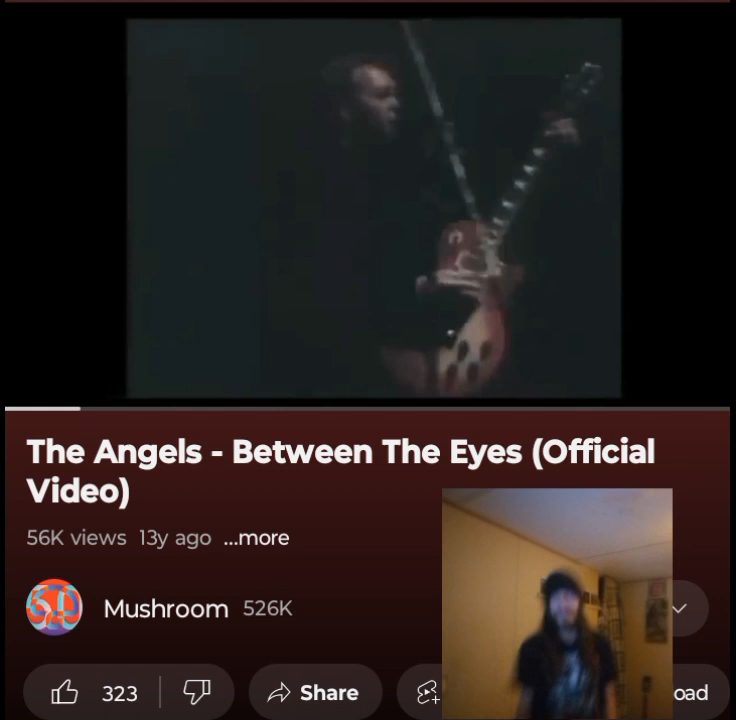 The Angels - Between The Eyes (Official
Video)
56K views 13y ago ...more
Mushroom 526K
323 Share oad